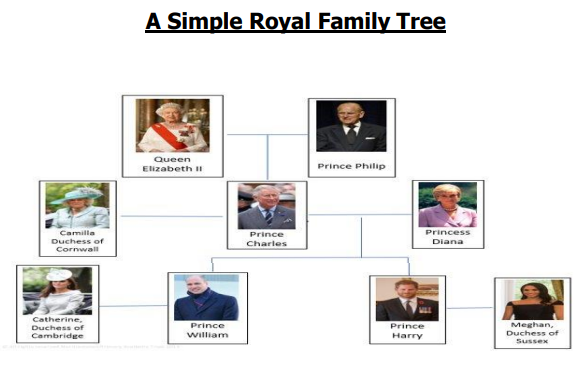 A Simple Royal Family Tree
Queen
Elizabeth II
Prince Philip
Camilla
Duchess of
Cornwall
Prince
Charles
Princess
Diana
Catherine,
Duchess of
Cambridge
Prince
William
Prince
Harry
Meghan,
Duchess of
Sussex